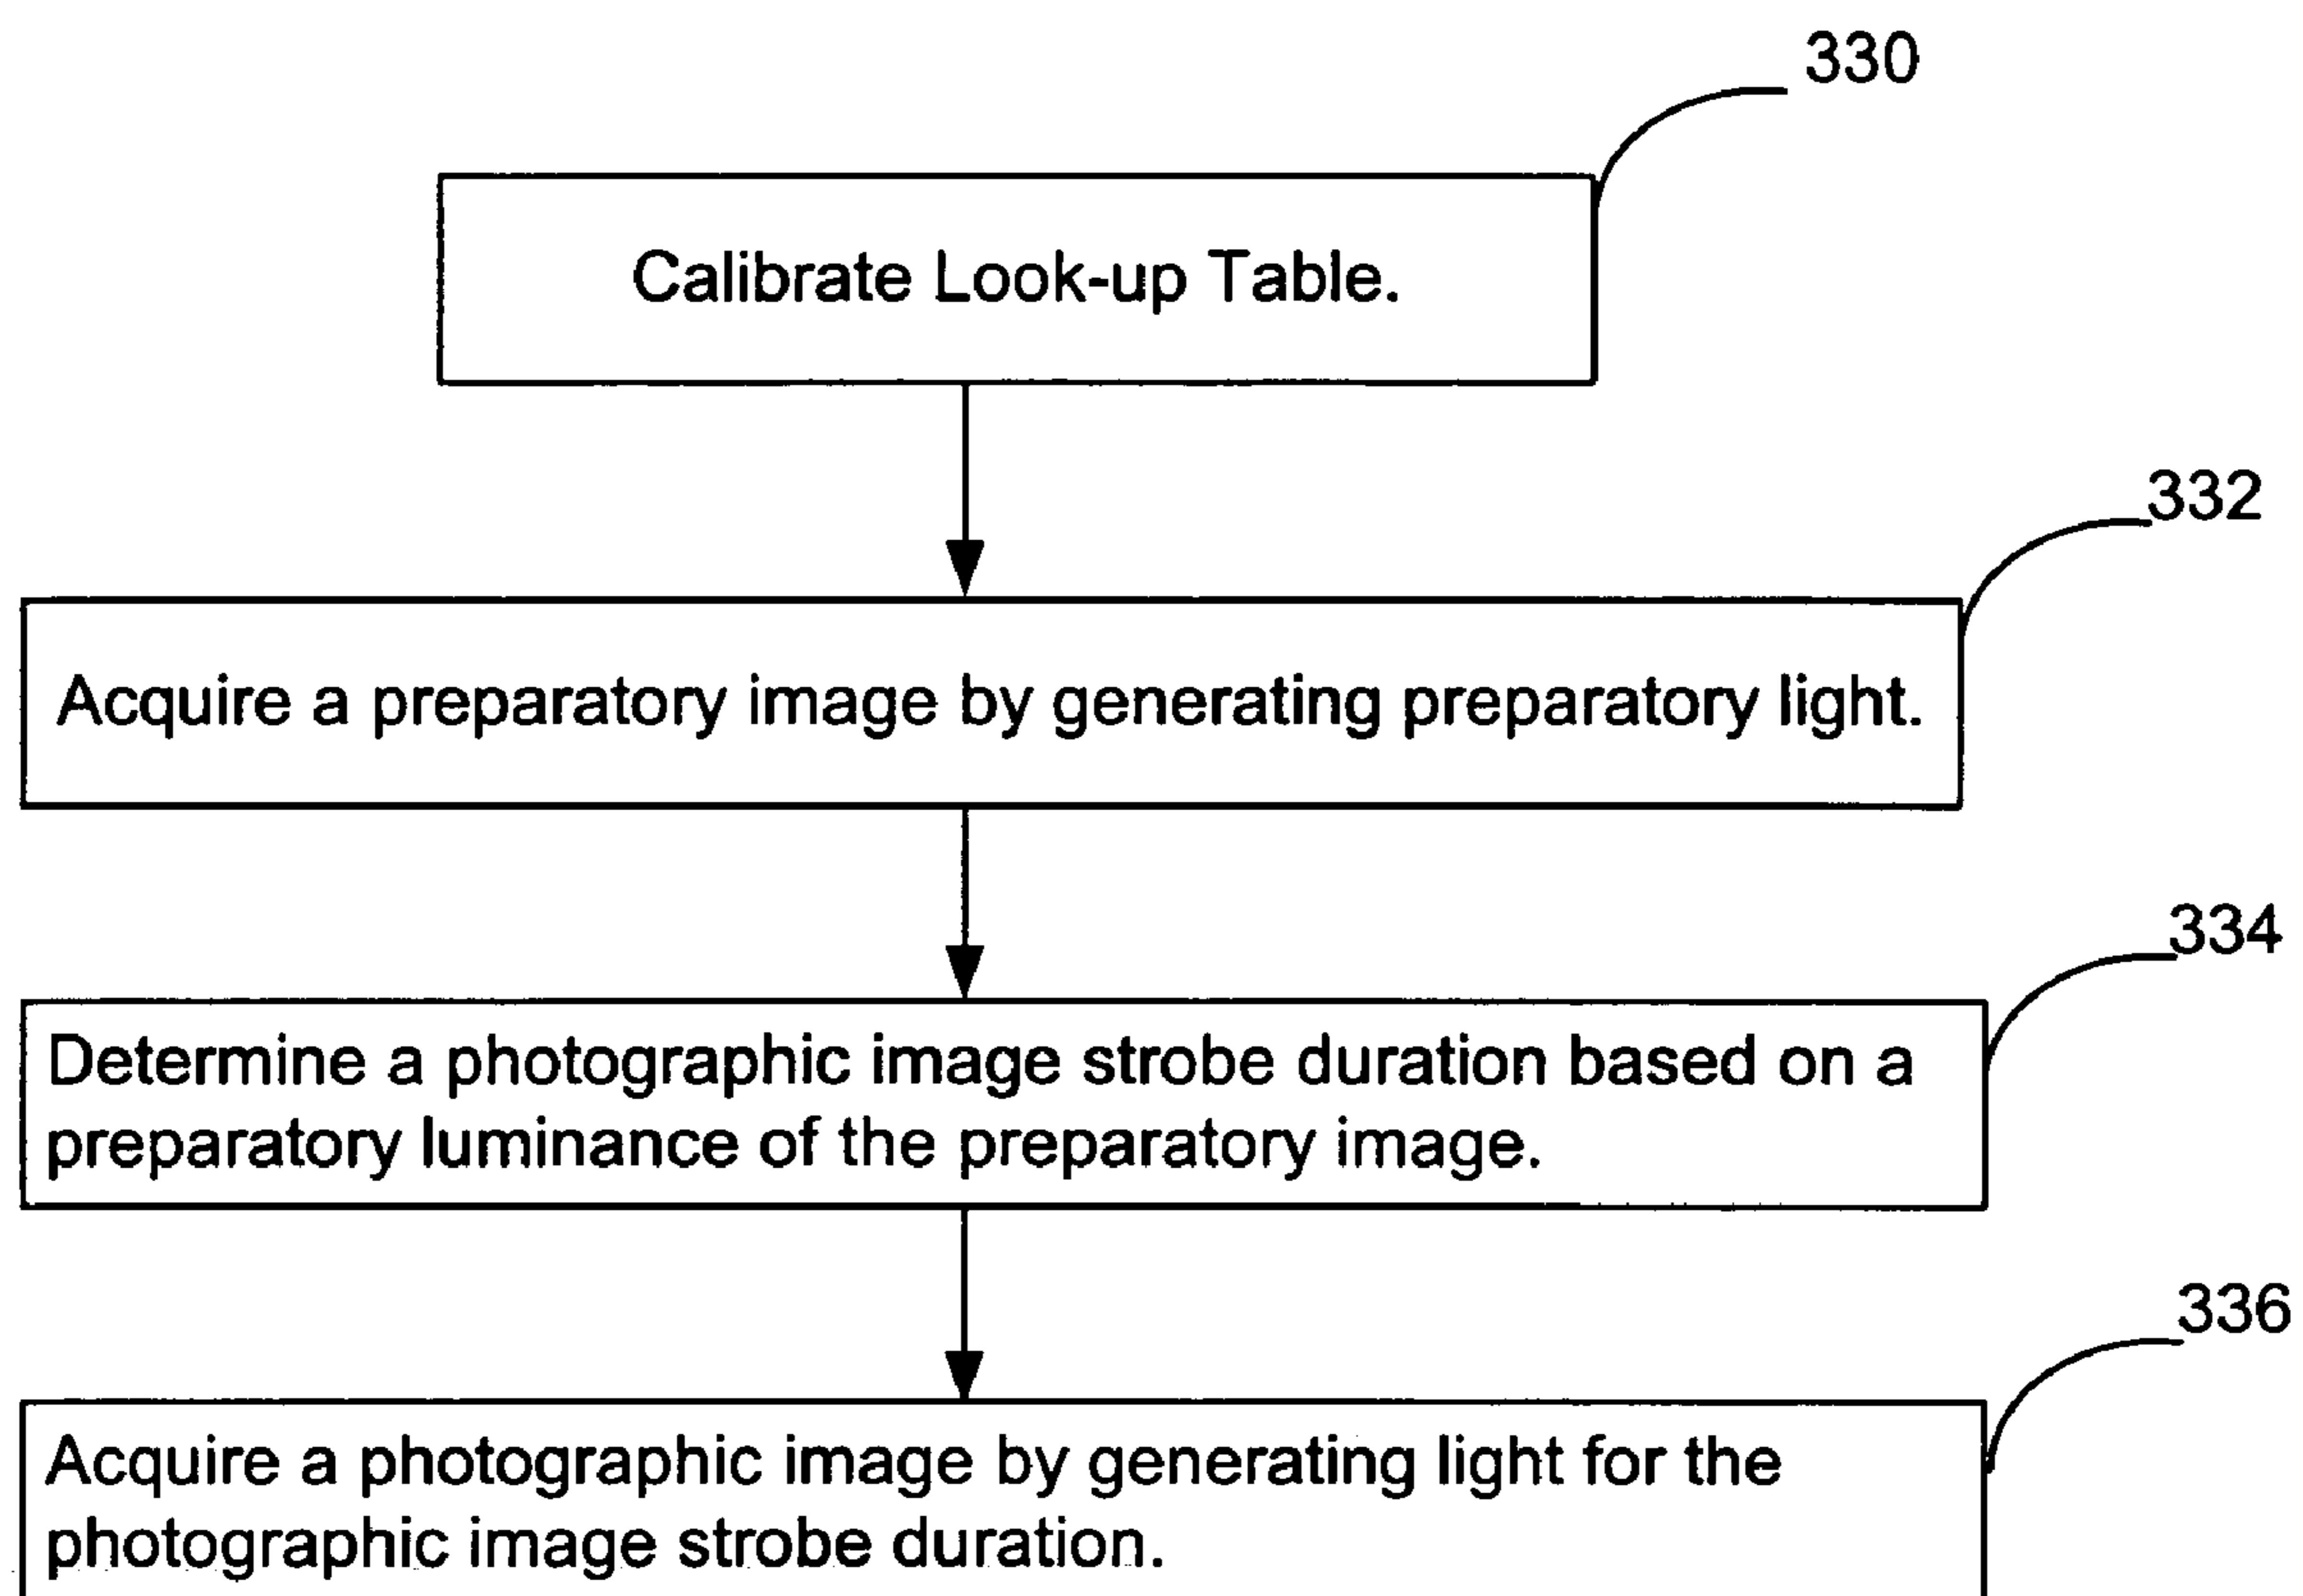 330
Calibrate Look-up Table.
332
Acquire a preparatory image by generating preparatory light.
334
Determine a photographic image strobe duration based on a
preparatory luminance of the preparatory image.
336
Acquire a photographic image by generating light for the
photographic image strobe duration.